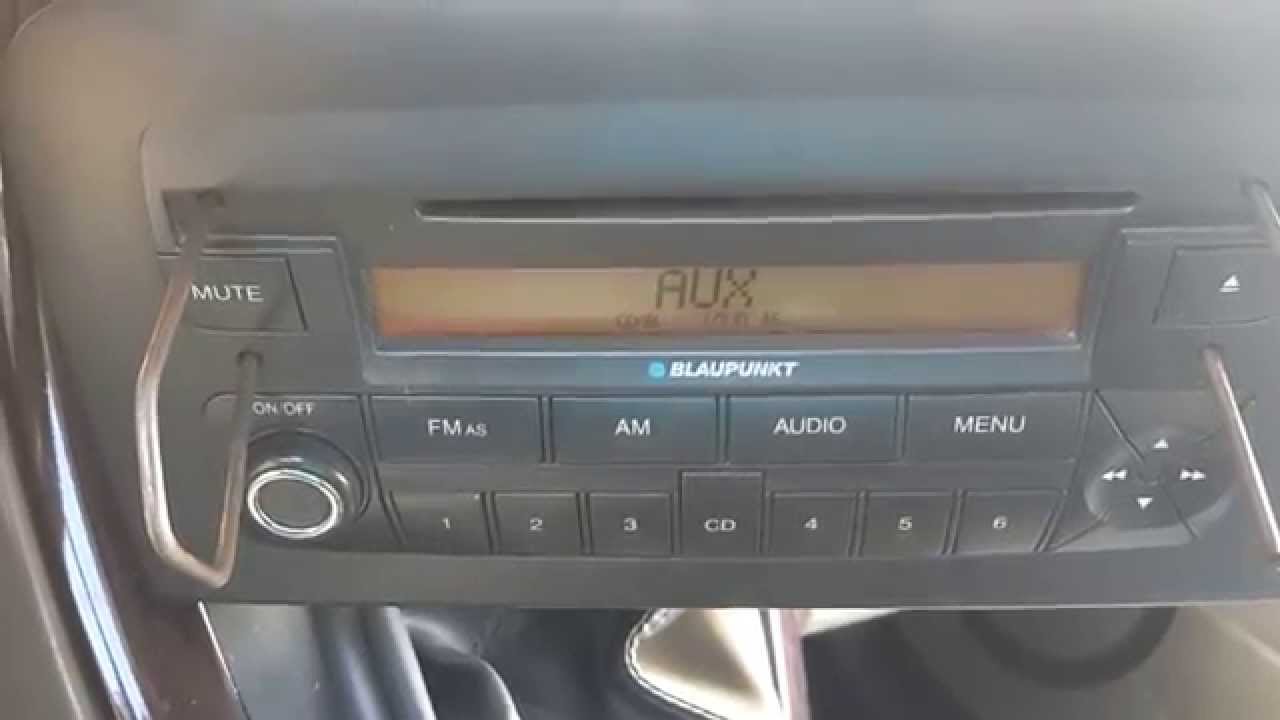 AUX
MUTE
BLAUPUNKT
ON/OFF
FM AS
AM
AUDIO
MENU
1 2 3 CD 4 5 6